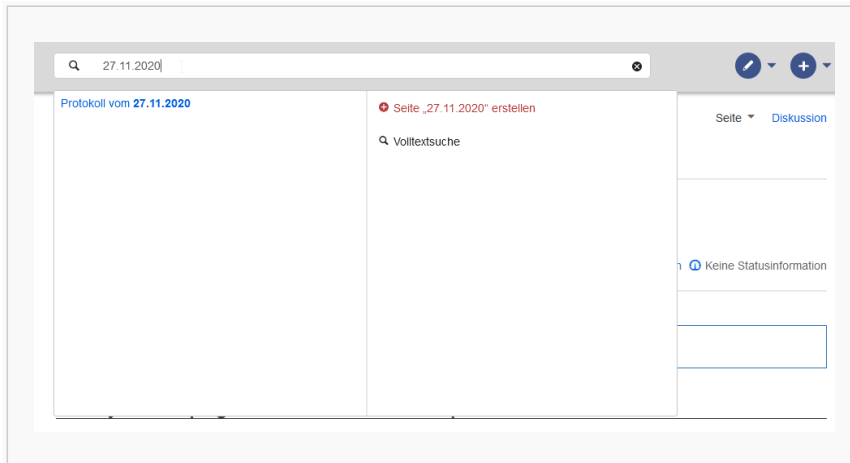 27.11.2020
Protokoll vom 27.11.2020
Seite „27.11.2020“ erstellen
Volltextsuche
Seite
Diskussion
Keine Statusinformation